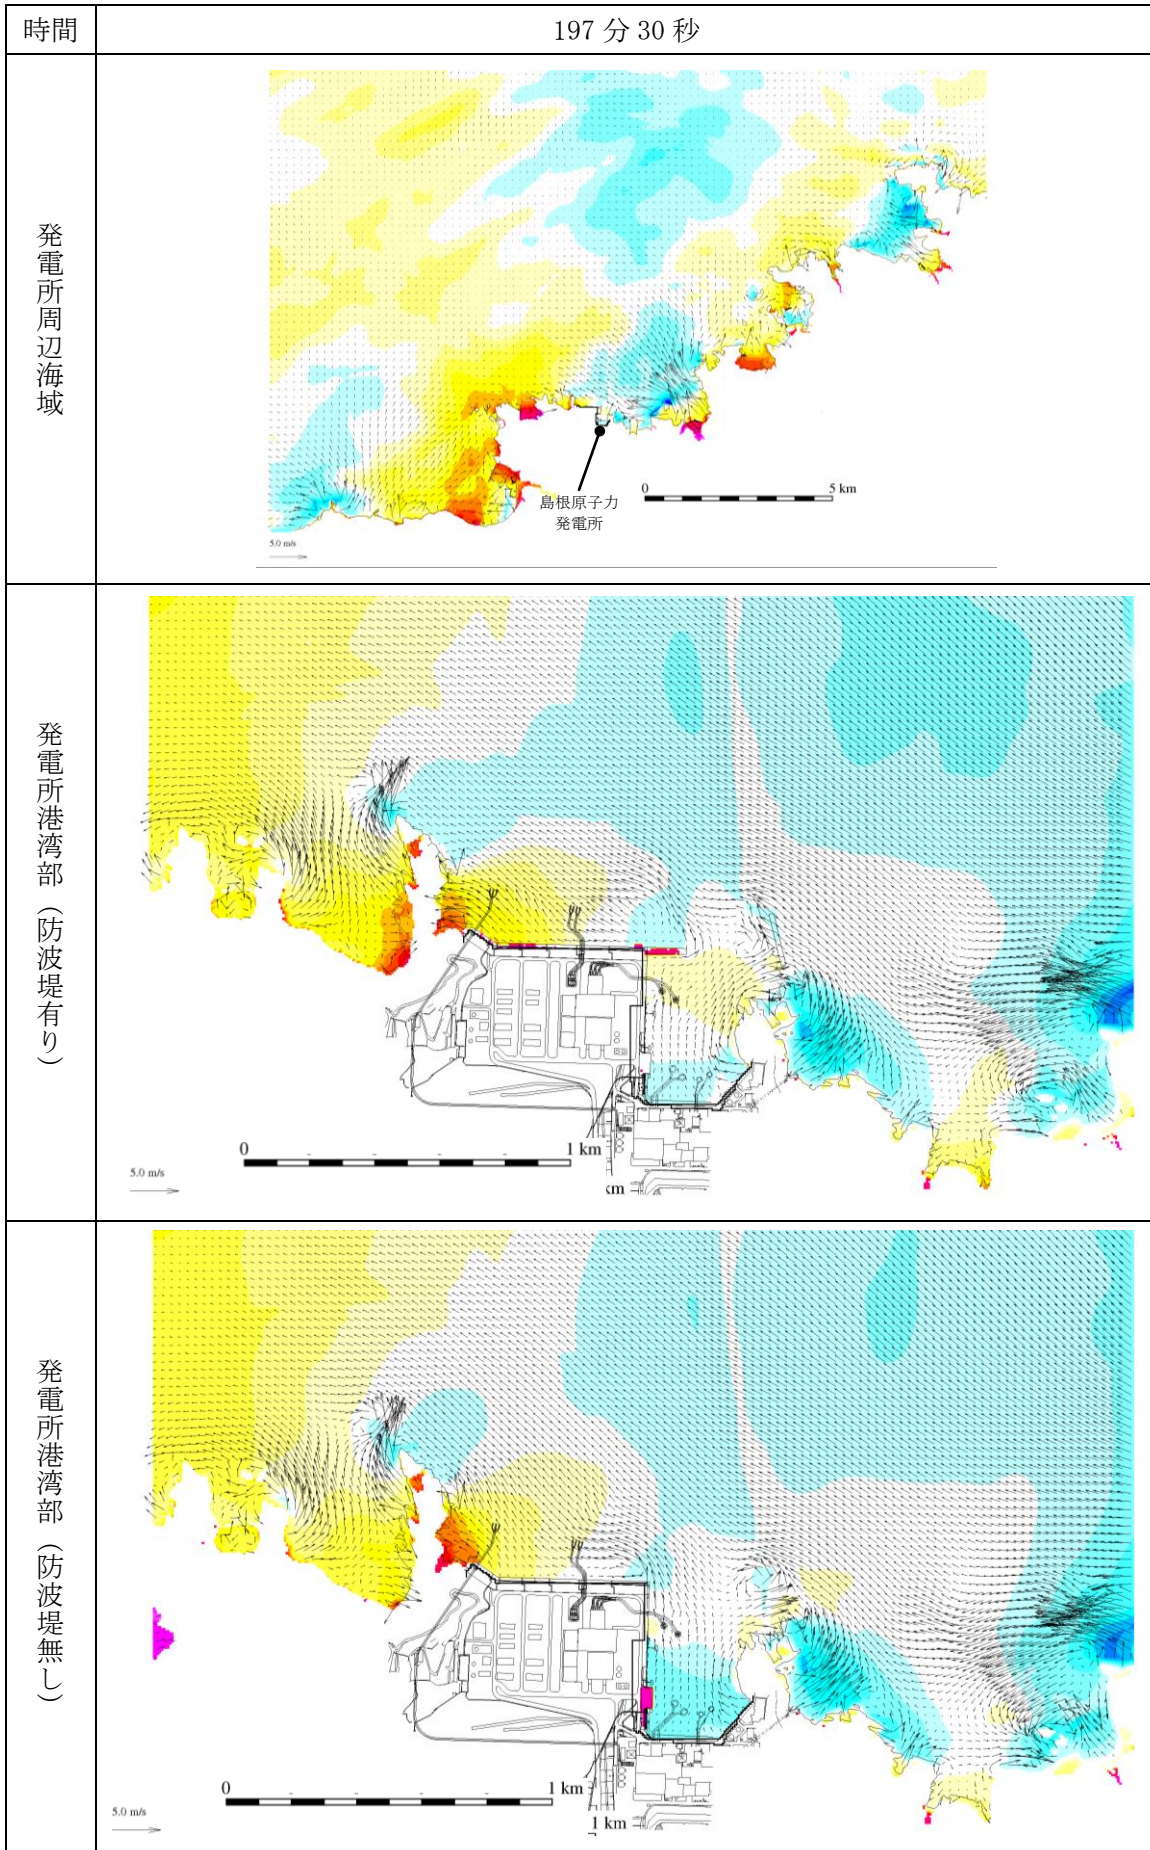 時間
197 分 30 秒
発電所周辺海域
島根原子力
発電所
0
5 km
5.0 m/s
発電所港湾部（防波堤有り）
0
1 km
5.0 m/s
km
発電所港湾部（防波堤無し）
0
1 km
5.0 m/s
1 km